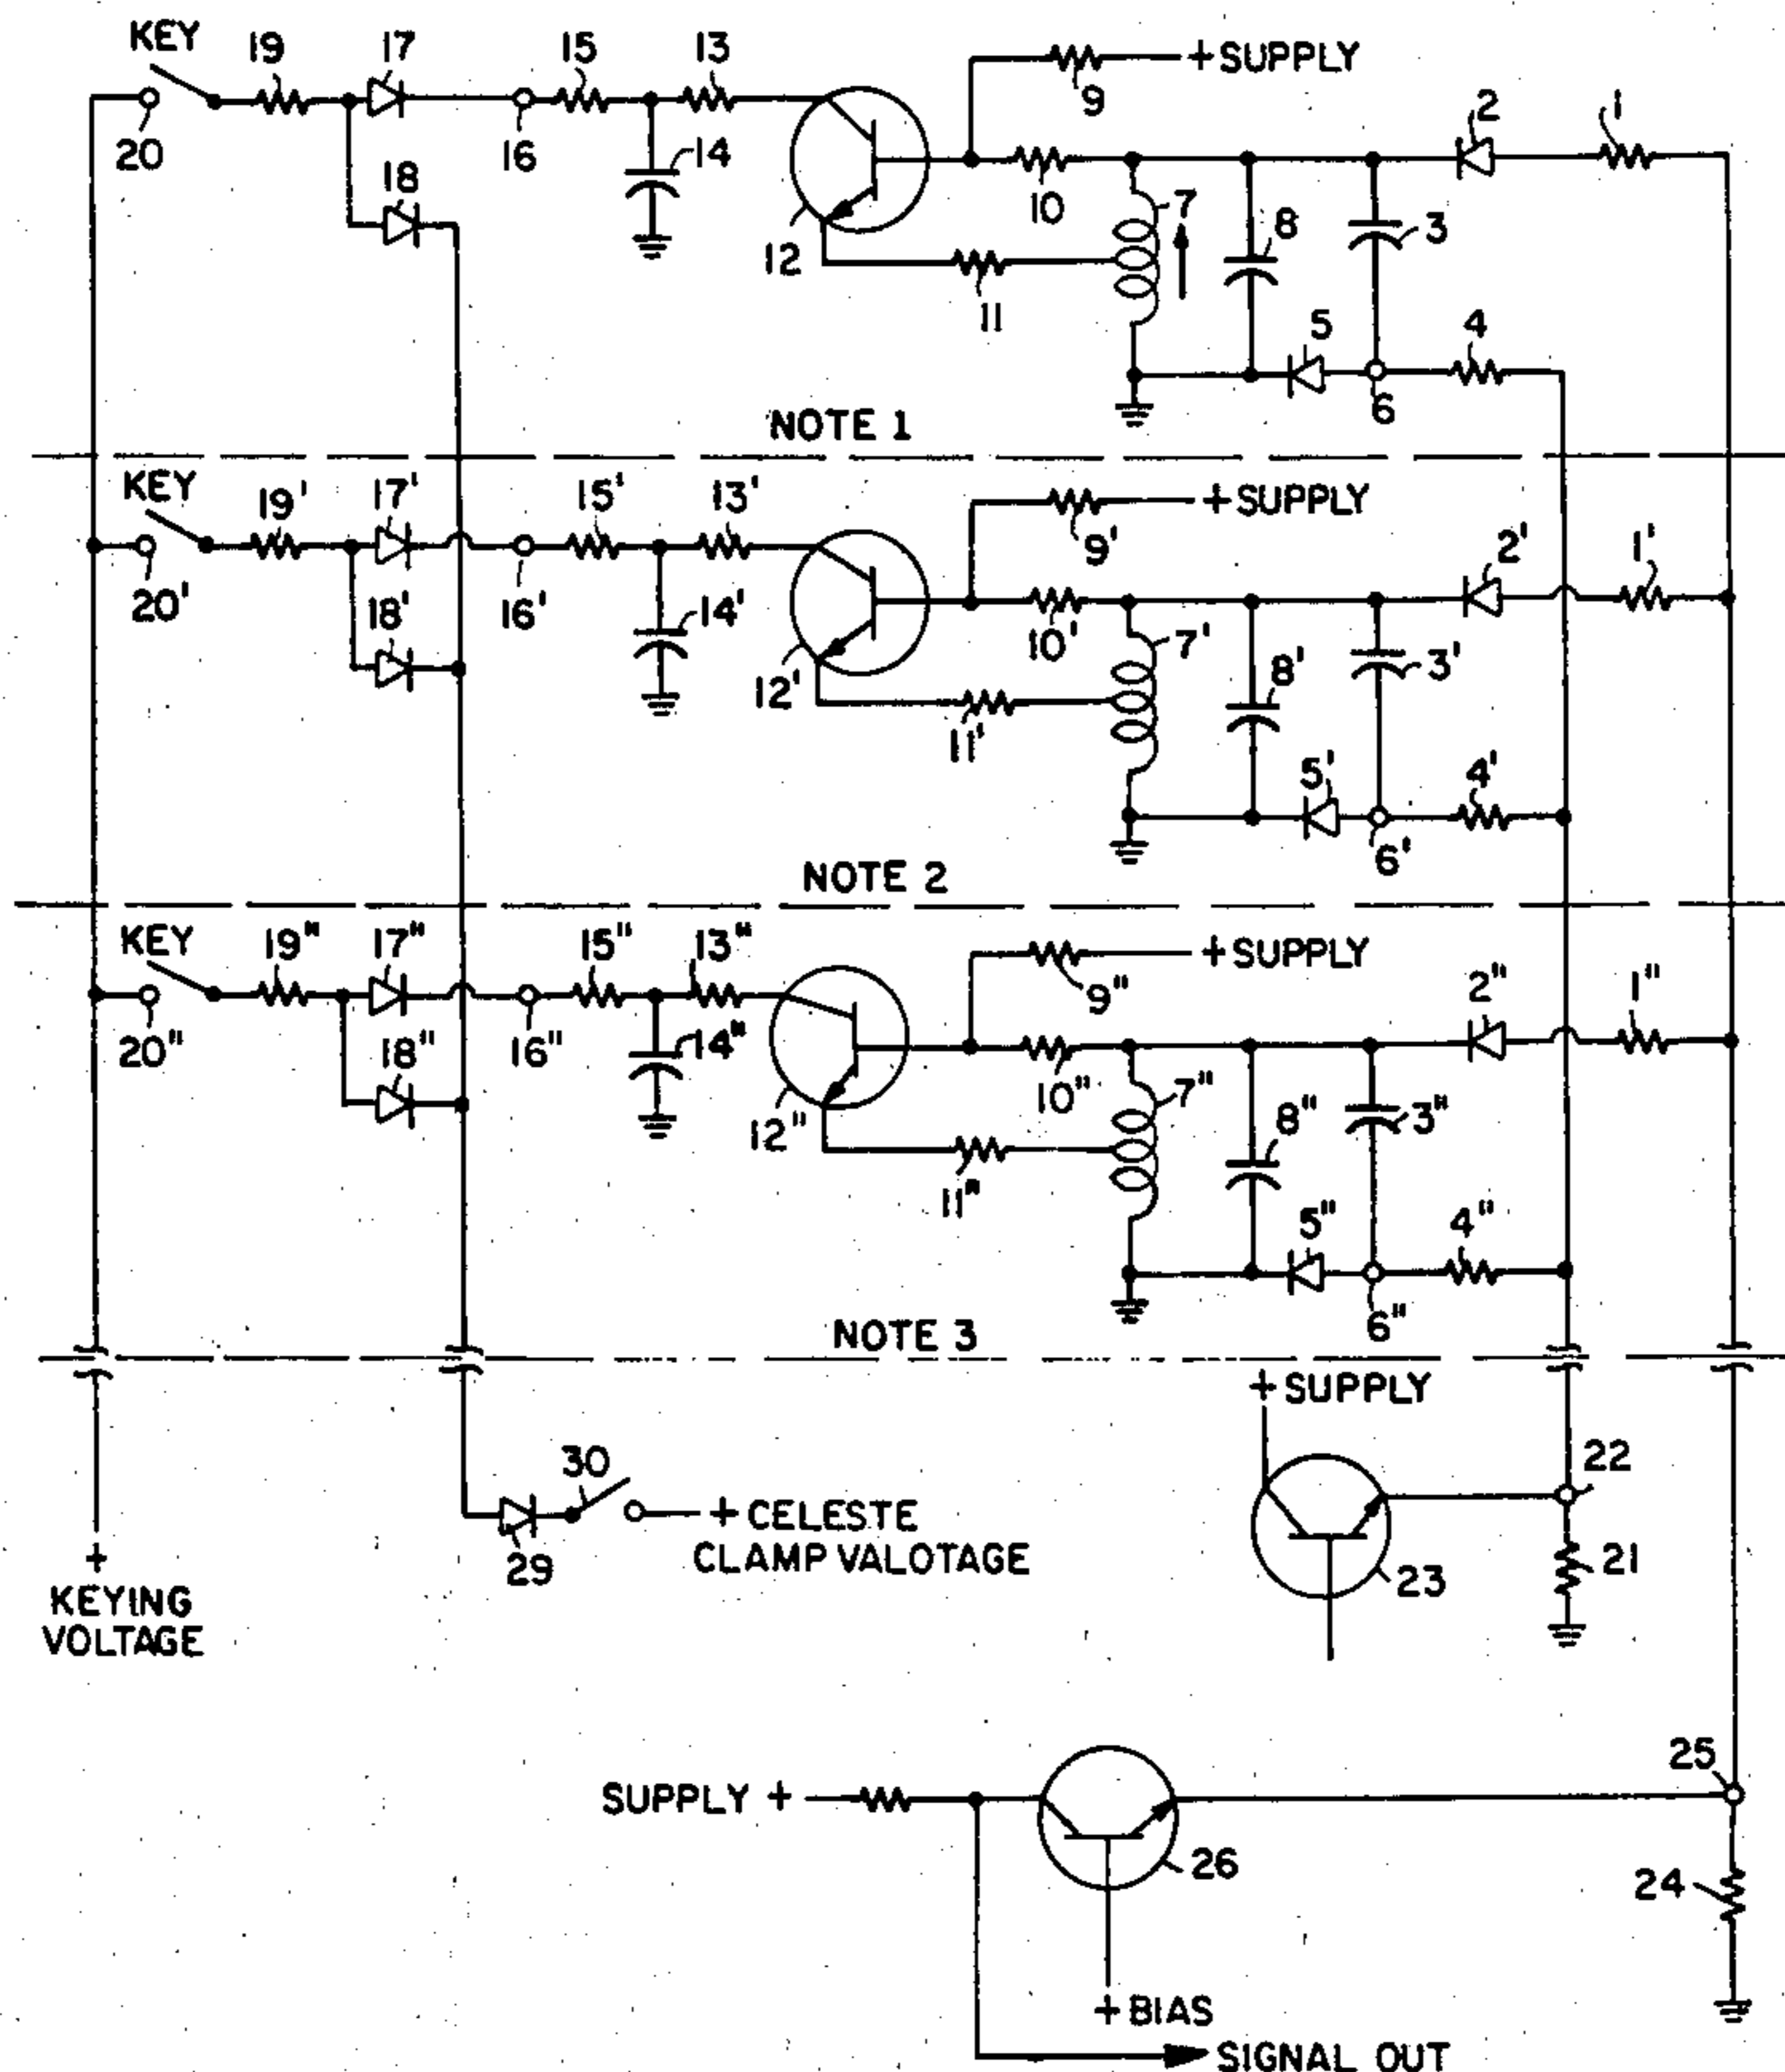 KEY 19 17 15 13 + SUPPLY
9 2 1
20 16 14 10 7 8 3
18
12 11 5 4
6
NOTE 1
KEY 19' 17' 15' 13' + SUPPLY
9' 2' 1'
20' 16' 14' 10' 7' 8' 3'
18'
12' 11' 5' 4'
6'
NOTE 2
KEY 19" 17" 15" 13" + SUPPLY
9" 2" 1"
20" 16" 14" 10" 7" 8" 3"
18"
12" 11" 5" 4"
6"
NOTE 3
+ SUPPLY
22
30
+ CELESTE
CLAMP VALOTAGE
29 23 21
+
KEYING
VOLTAGE
25
SUPPLY +
26
24
+ BIAS
SIGNAL OUT